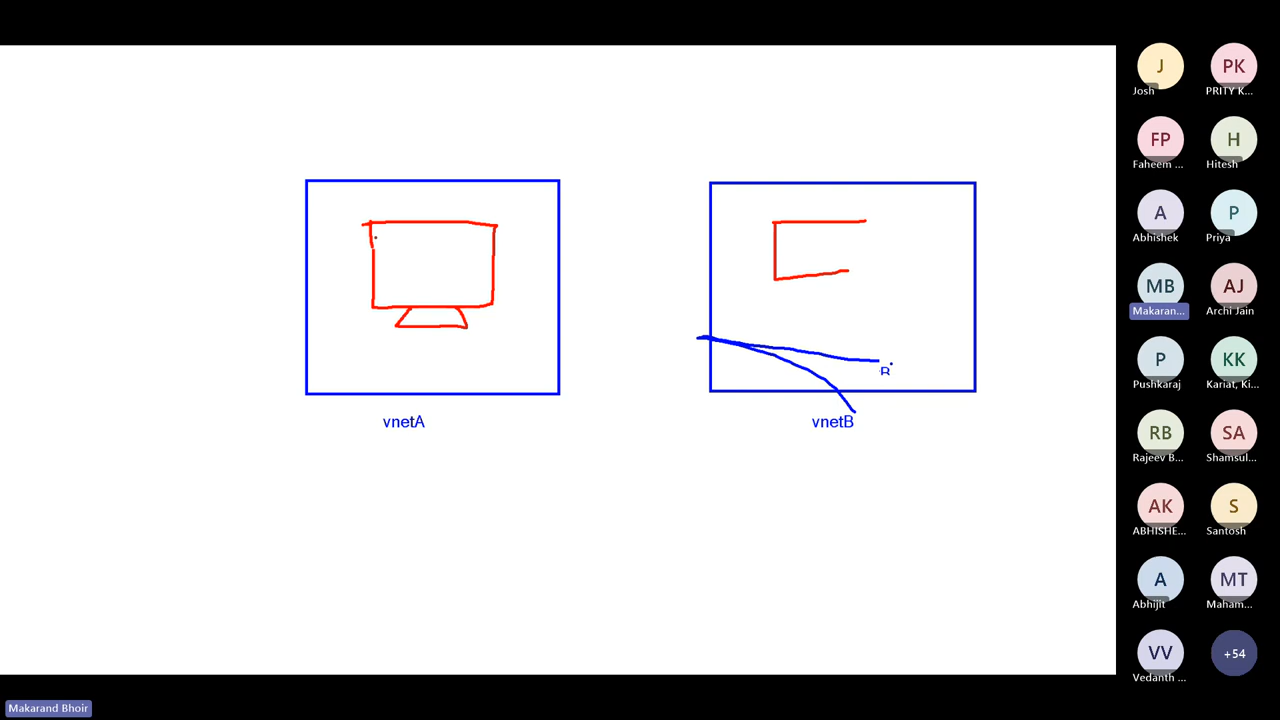 J
PK
Josh
PRITY K...
FP
H
Faheem ...
Hitesh
A
P
Abhishek
Priya
MB
AJ
Makaran...
Archi Jain
P
KK
Pushkaraj
Kariat, Ki...
RB
SA
Rajeev B...
Shamsul...
AK
S
ABHISHE...
Santosh
A
MT
Abhijit
Maham...
VV
+54
Vedanth ...
R
vnetA
vnetB
Makarand Bhoir